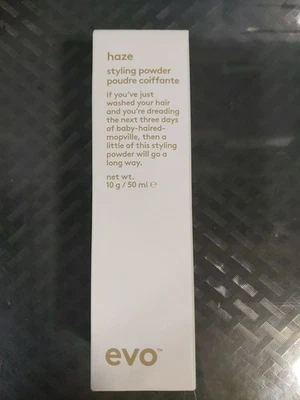 haze
styling powder
poudre coiffante
if you've just
washed your hair
and you're dreading
the next three days
of baby-haired-
mopville, then a
little of this styling
powder will go a
long way.
net wt.
10 g / 50 ml ℮
evo™